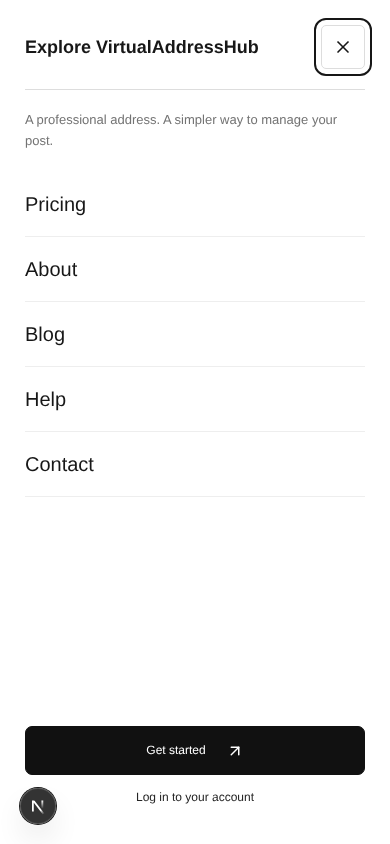 Explore VirtualAddressHub
A professional address. A simpler way to manage your
post.
Pricing
About
Blog
Help
Contact
Get started
Log in to your account
N